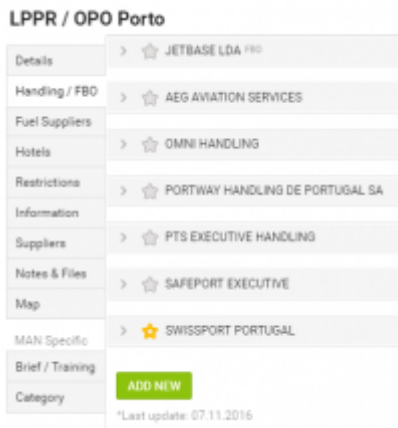 LPPR / OPO Porto
Details
Handling / FBO
Fuel Suppliers
Hotels
Restrictions
Information
Suppliers
Notes & Files
Map
MAN Specific
Brief / Training
Category
JETBASE LDA FBO
AEG AVIATION SERVICES
OMNI HANDLING
PORTWAY HANDLING DE PORTUGAL SA
PTS EXECUTIVE HANDLING
SAFEPORT EXECUTIVE
SWISSPORT PORTUGAL
ADD NEW
*Last update: 07.11.2016